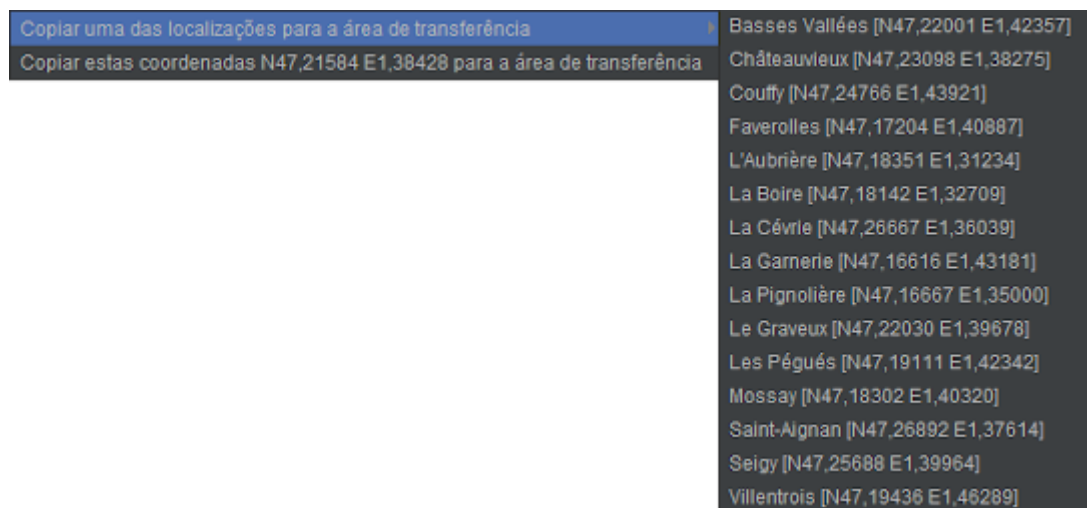 Copiar uma das localizações para a área de transferência
Copiar estas coordenadas N47,21584 E1,38428 para a área de transferência
Basses Vallées [N47,22001 E1,42357]
Châteauvieux [N47,23098 E1,38275]
Couffy [N47,24766 E1,43921]
Faverolles [N47,17204 E1,40887]
L'Aubrière [N47,18351 E1,31234]
La Boire [N47,18142 E1,32709]
La Cévrie [N47,26667 E1,36039]
La Garnerie [N47,16616 E1,43181]
La Pignolière [N47,16667 E1,35000]
Le Graveux [N47,22030 E1,39678]
Les Pégués [N47,19111 E1,42342]
Mossay [N47,18302 E1,40320]
Saint-Aignan [N47,26892 E1,37614]
Seigy [N47,25688 E1,39964]
Villentrois [N47,19436 E1,46289]